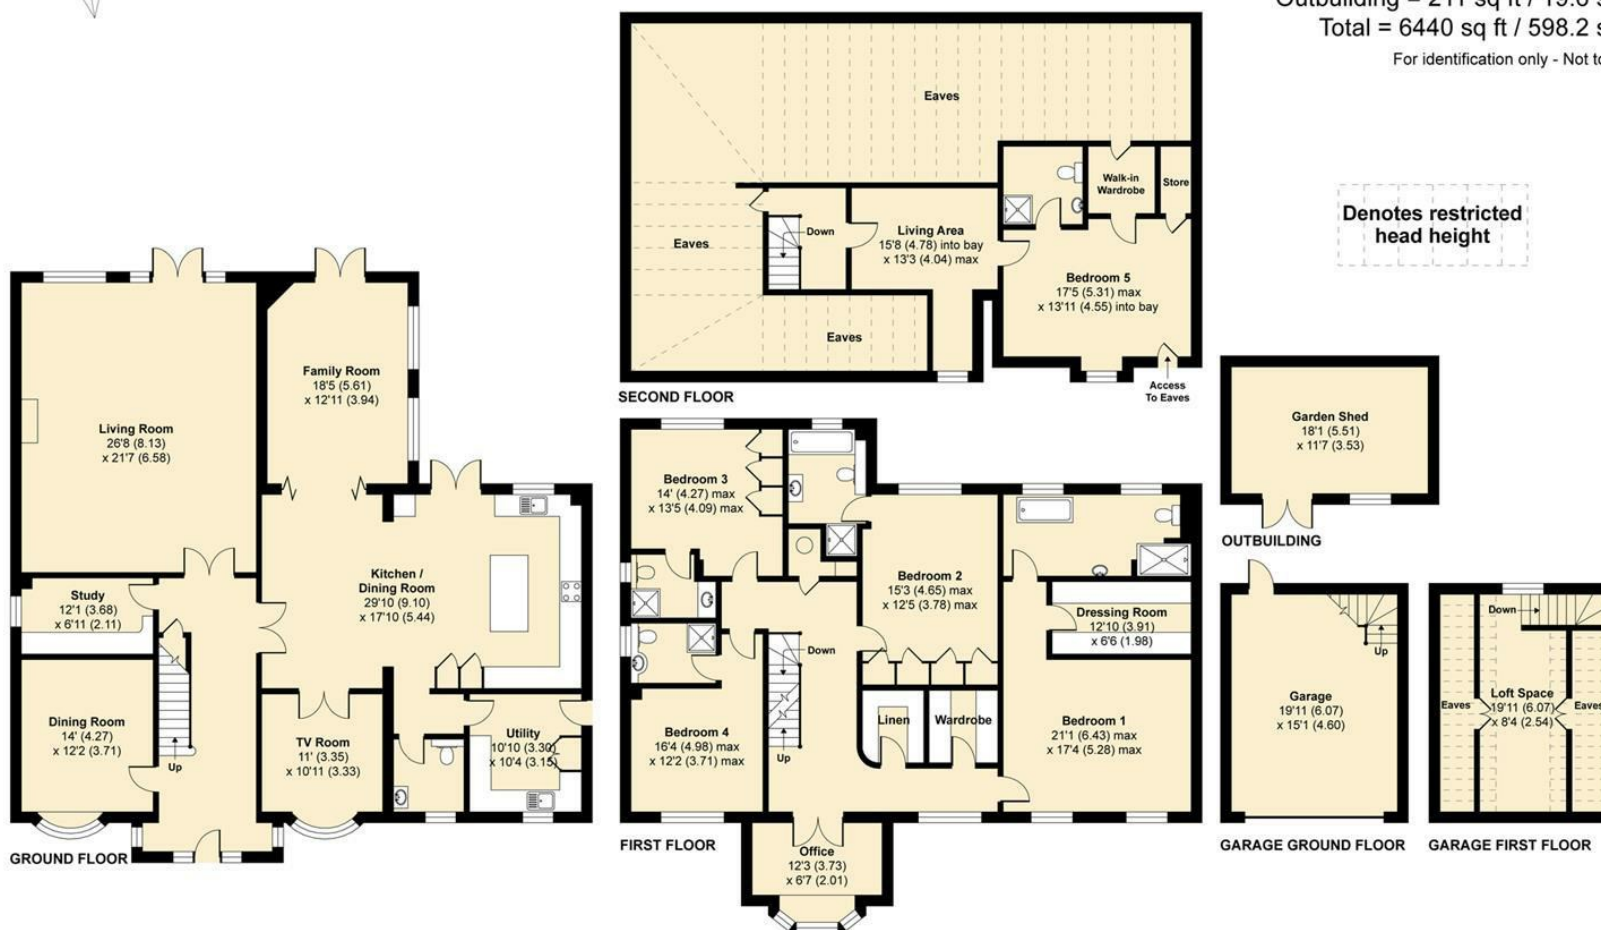 Total = 6440 sq ft / 598.2 s
For identification only - Not to
Eaves
Walk-in
Wardrobe
Store
Denotes restricted
head height
Down
Living Area
15'8 (4.78) into bay
x 13'3 (4.04) max
Eaves
Bedroom 5
17'5 (5.31) max
x 13'11 (4.55) into bay
Eaves
SECOND FLOOR
Access
To Eaves
Family Room
18'5 (5.61)
x 12'11 (3.94)
Living Room
26'8 (8.13)
x 21'7 (6.58)
Garden Shed
18'1 (5.51)
x 11'7 (3.53)
OUTBUILDING
Bedroom 3
14' (4.27) max
x 13'5 (4.09) max
Kitchen /
Dining Room
29'10 (9.10)
x 17'10 (5.44)
Study
12'1 (3.68)
x 6'11 (2.11)
Bedroom 2
15'3 (4.65) max
x 12'5 (3.78) max
Dressing Room
12'10 (3.91)
x 6'6 (1.98)
Down
Down
Up
Dining Room
14' (4.27)
x 12'2 (3.71)
Up
TV Room
11' (3.35)
x 10'11 (3.33)
Utility
10'10 (3.30)
x 10'4 (3.15)
Bedroom 4
16'4 (4.98) max
x 12'2 (3.71) max
Up
Linen
Wardrobe
Bedroom 1
21'1 (6.43) max
x 17'4 (5.28) max
Garage
19'11 (6.07)
x 15'1 (4.60)
Eaves
Loft Space
19'11 (6.07)
x 8'4 (2.54)
Eaves
GROUND FLOOR
FIRST FLOOR
Office
12'3 (3.73)
x 6'7 (2.01)
GARAGE GROUND FLOOR
GARAGE FIRST FLOOR